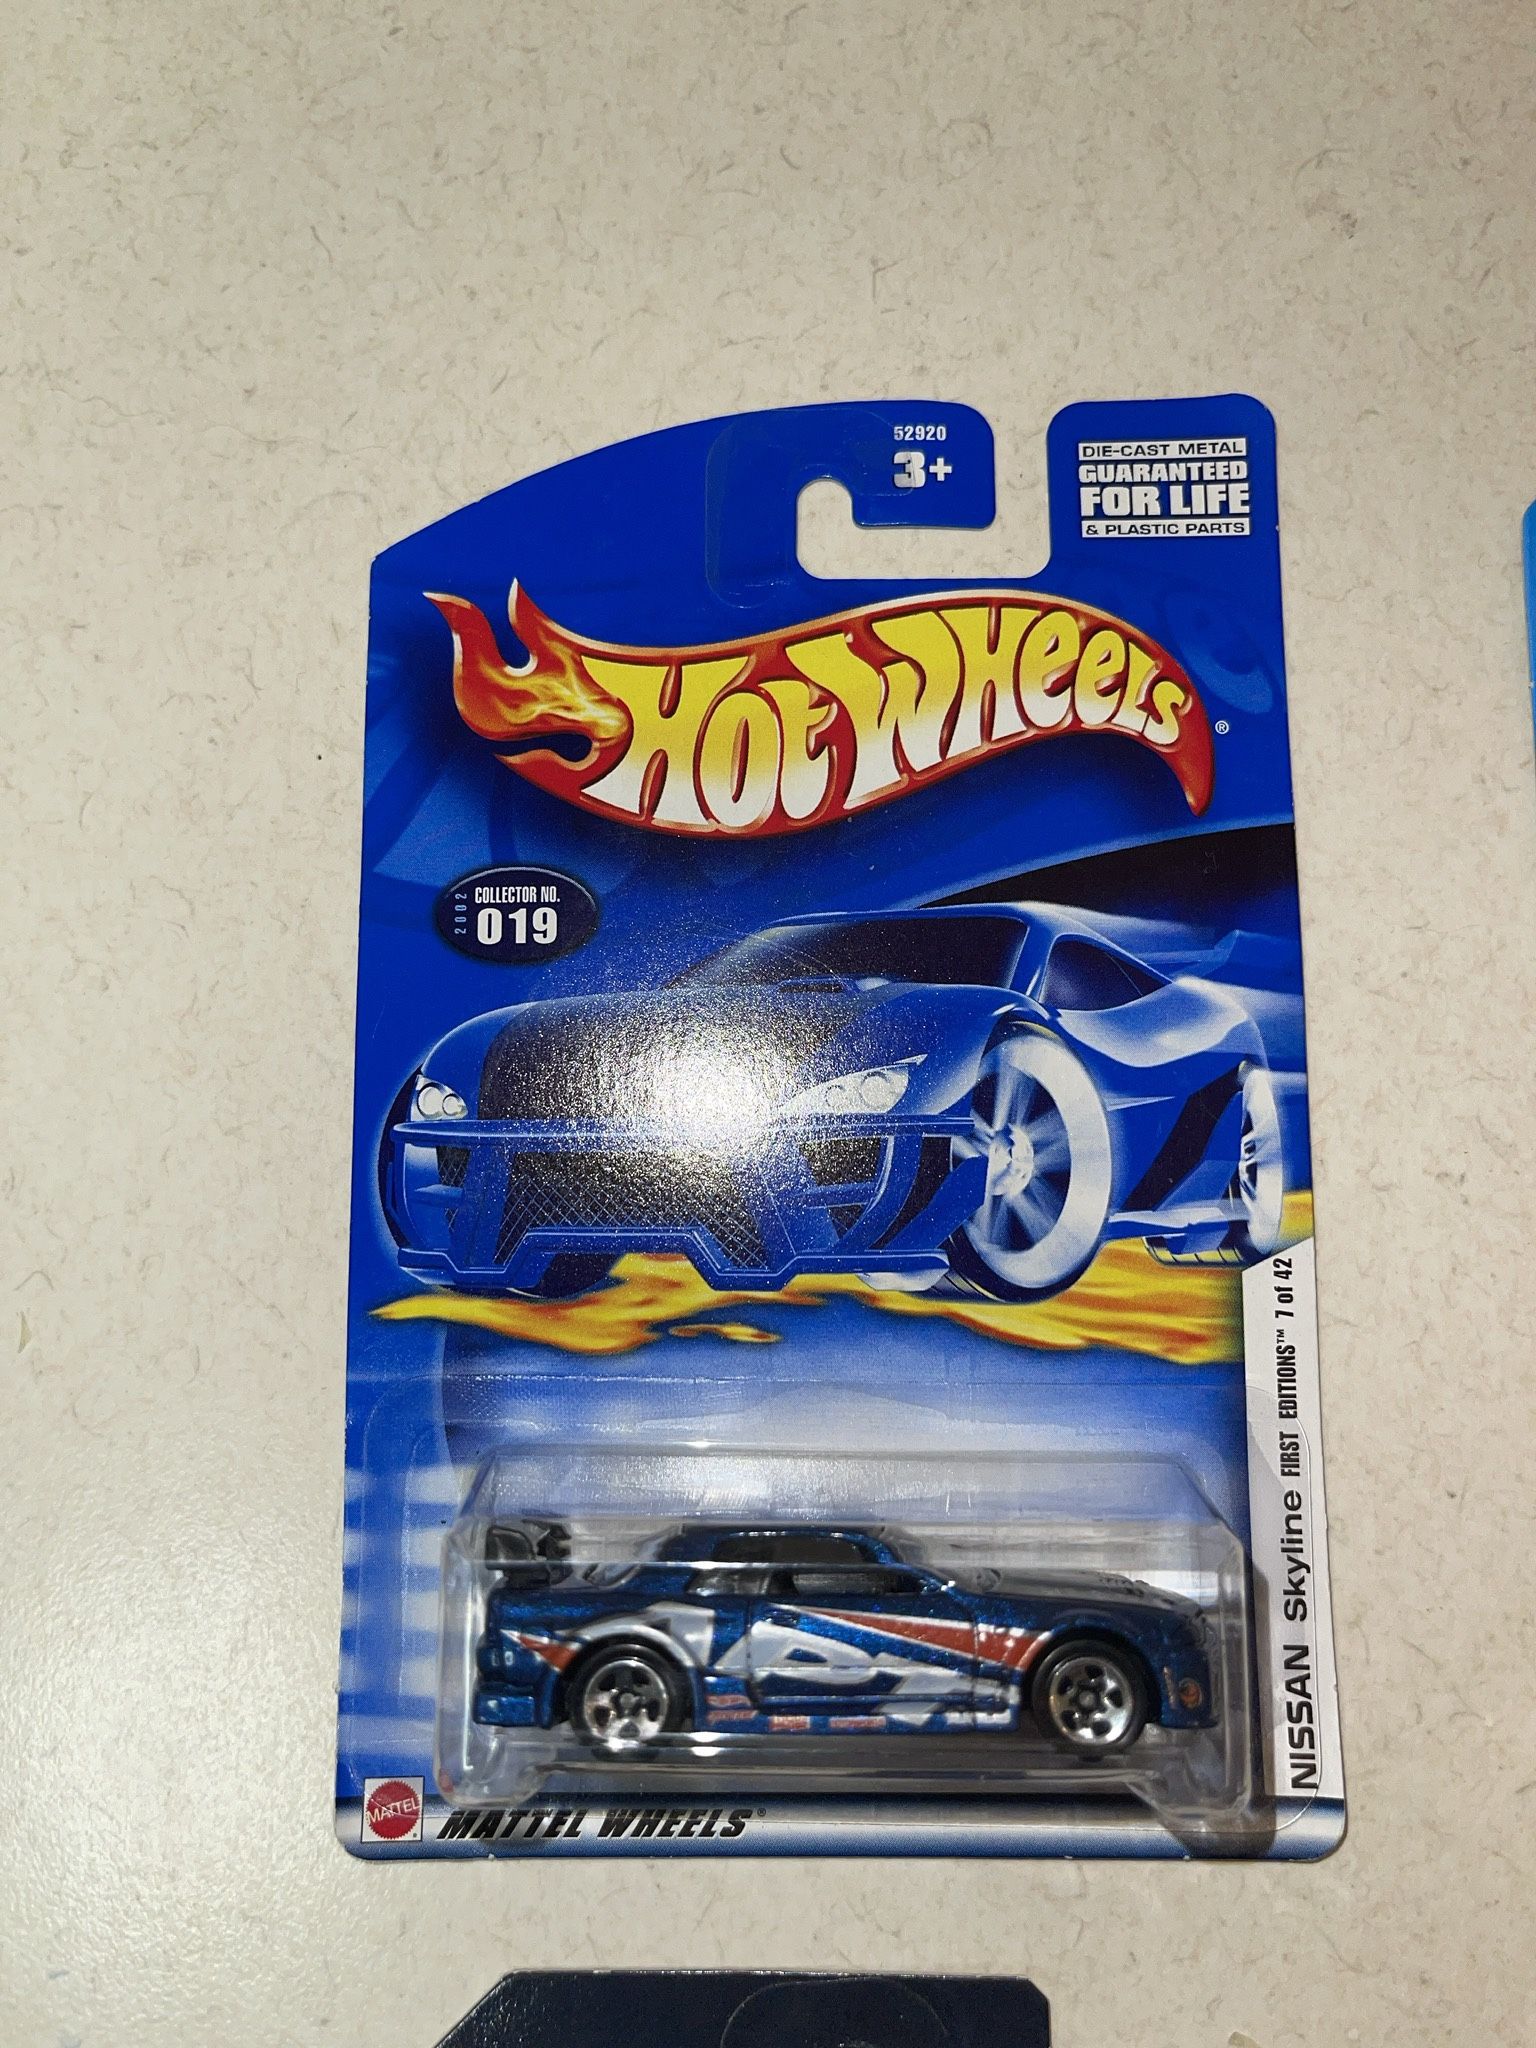 52920
3+
DIE-CAST METAL
GUARANTEED
FOR LIFE
& PLASTIC PARTS
HOT WHEELS®
2002
COLLECTOR NO.
019
NISSAN Skyline FIRST EDITIONS™ 7 of 42
MATTEL
®
MATTEL WHEELS®